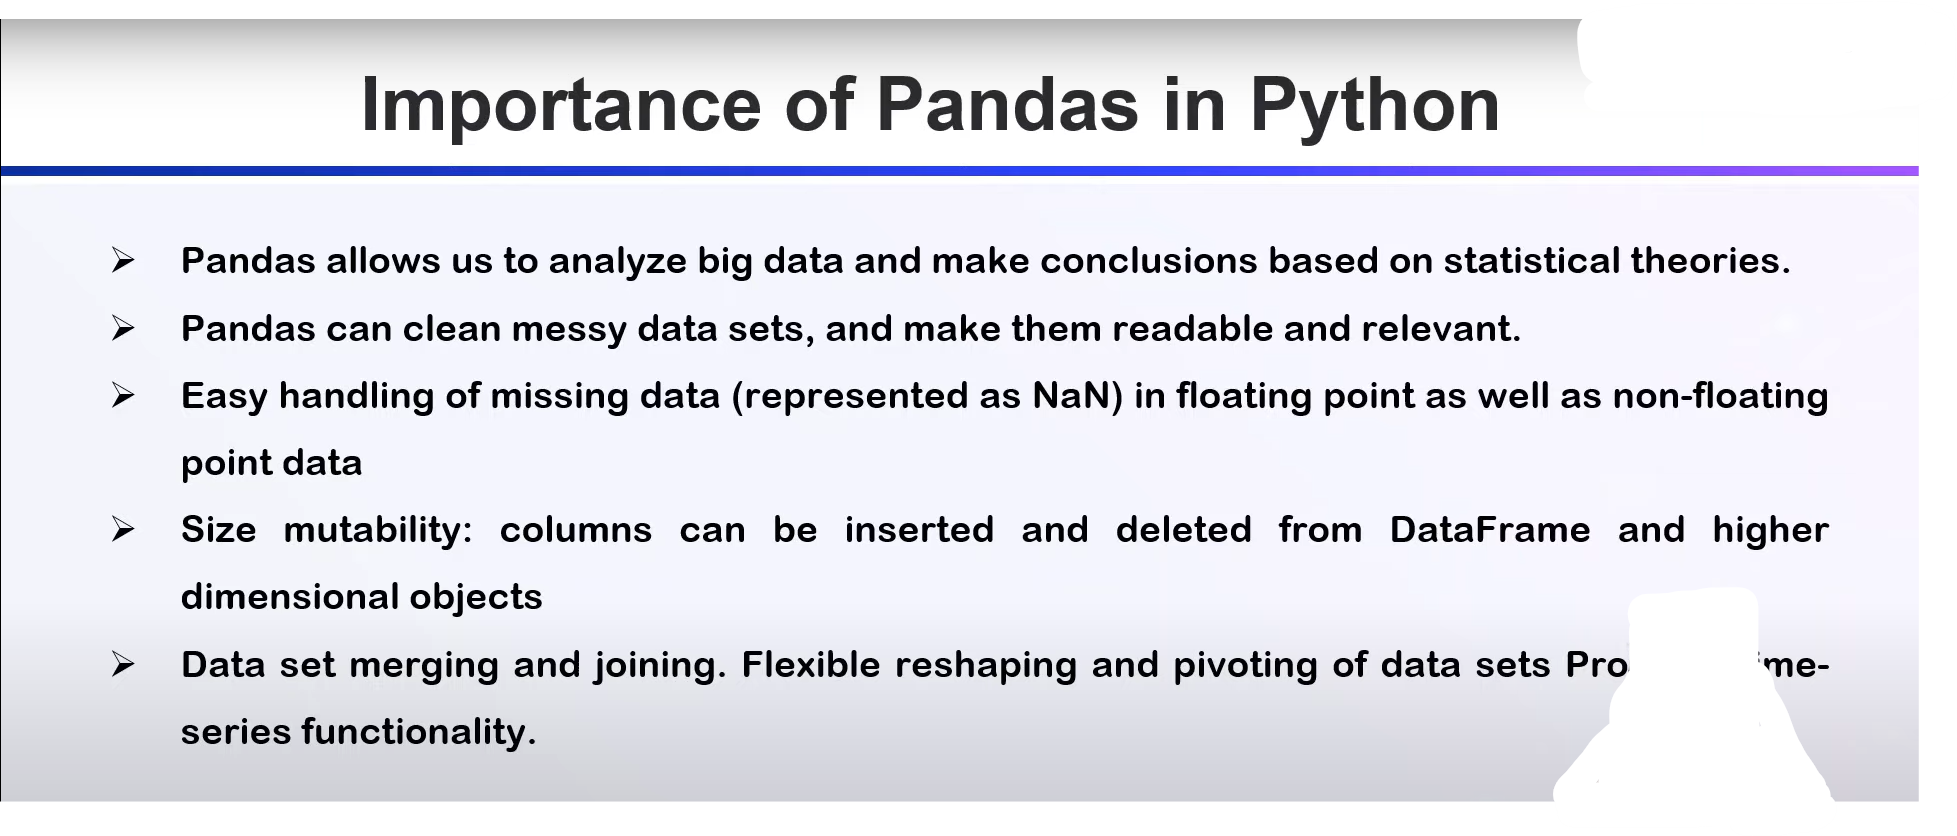 Importance of Pandas in Python
➢ Pandas allows us to analyze big data and make conclusions based on statistical theories.
➢ Pandas can clean messy data sets, and make them readable and relevant.
➢ Easy handling of missing data (represented as NaN) in floating point as well as non-floating
point data
➢ Size mutability: columns can be inserted and deleted from DataFrame and higher
dimensional objects
➢ Data set merging and joining. Flexible reshaping and pivoting of data sets
series functionality.